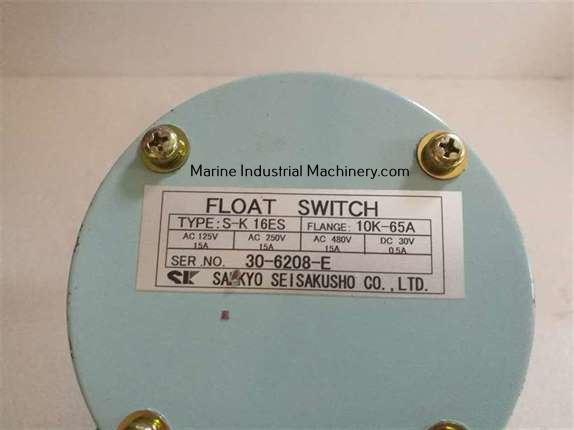 Marine Industrial Machinery.com
FLOAT SWITCH
TYPE: S-K 16ES FLANGE: 10K-65A
AC 125V AC 250V AC 480V DC 30V
15A 15A 15A 0.5A
SER.NO. 30-6208-E
SK SANKYO SEISAKUSHO CO.,LTD.